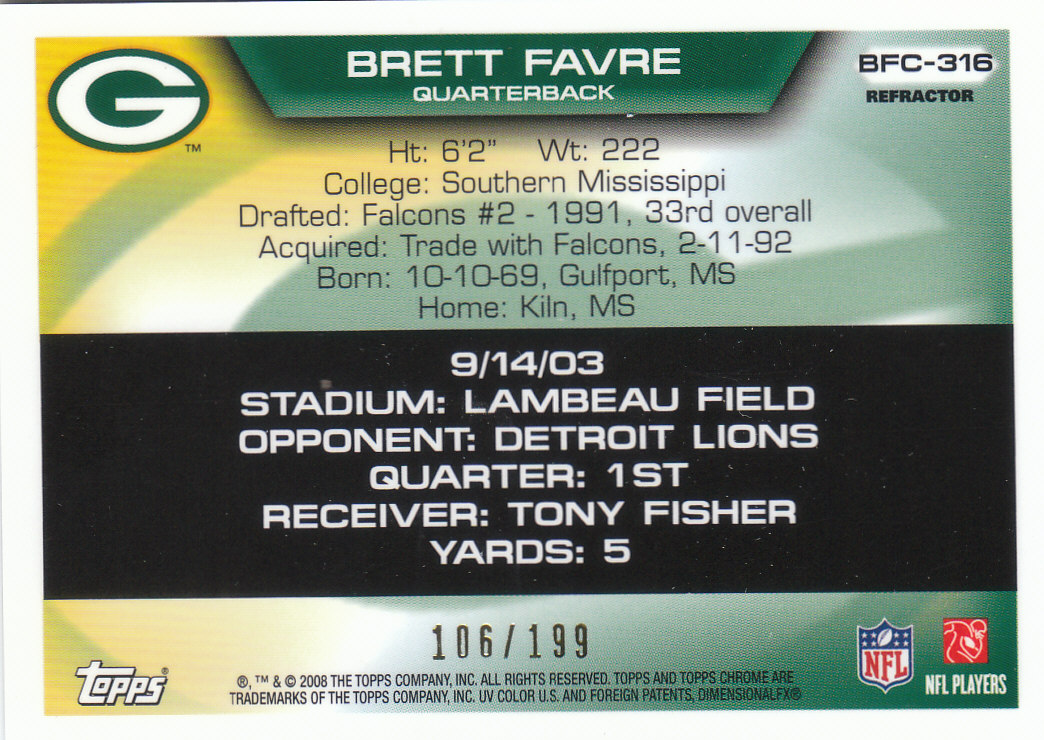 G
TM
BRETT FAVRE
QUARTERBACK
BFC-316
REFRACTOR
Ht: 6'2" Wt: 222
College: Southern Mississippi
Drafted: Falcons #2 - 1991, 33rd overall
Acquired: Trade with Falcons, 2-11-92
Born: 10-10-69, Gulfport, MS
Home: Kiln, MS
9/14/03
STADIUM: LAMBEAU FIELD
OPPONENT: DETROIT LIONS
QUARTER: 1ST
RECEIVER: TONY FISHER
YARDS: 5
106/199
topps®
®, ™ & © 2008 THE TOPPS COMPANY, INC. ALL RIGHTS RESERVED. TOPPS AND TOPPS CHROME ARE
TRADEMARKS OF THE TOPPS COMPANY, INC. UV COLOR U.S. AND FOREIGN PATENTS, DIMENSIONALFX®
NFL
NFL PLAYERS